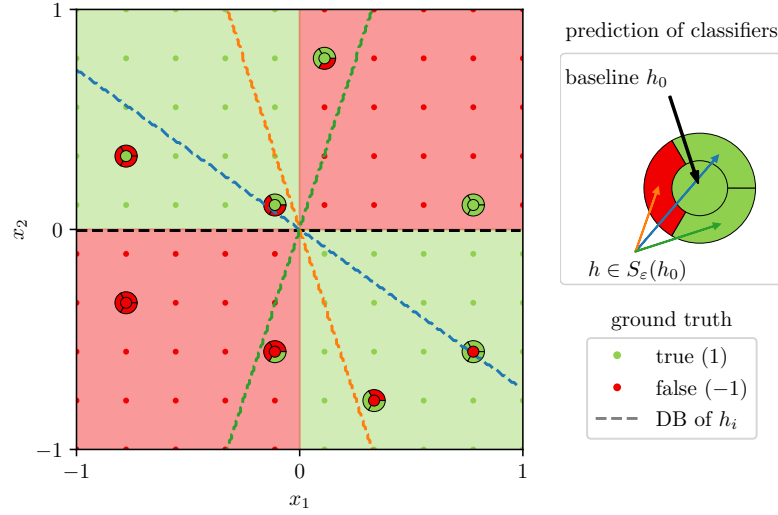 prediction of classifiers
1
baseline h₀
x₂
0
h ∈ Sε(h₀)
ground truth
true (1)
false (−1)
DB of hᵢ
−1
−1
0
1
x₁